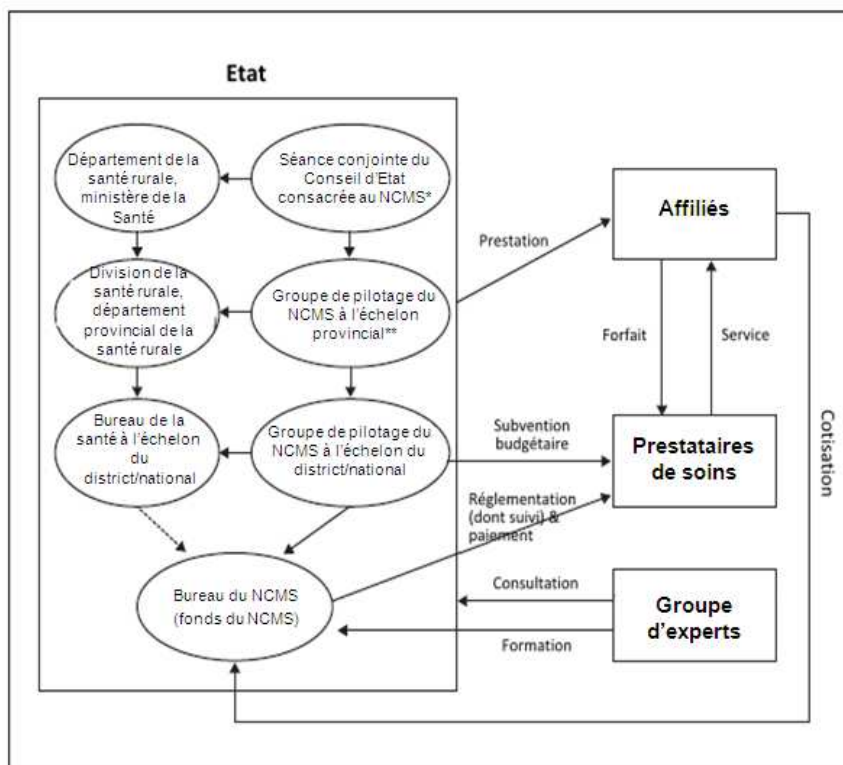 Etat
Département de la
santé rurale,
ministère de la
Santé
Séance conjointe du
Conseil d'Etat
consacrée au NCMS*
Affiliés
Prestation
Division de la
santé rurale,
département
provincial de la
santé rurale
Groupe de pilotage du
NCMS à l'échelon
provincial**
Forfait
Service
Bureau de la
santé à l'échelon
du
district/national
Groupe de pilotage du
NCMS à l'échelon du
district/national
Subvention
budgétaire
Prestataires
de soins
Cotisation
Réglementation
(dont suivi) &
paiement
Bureau du NCMS
(fonds du NCMS)
Consultation
Groupe
d'experts
Formation